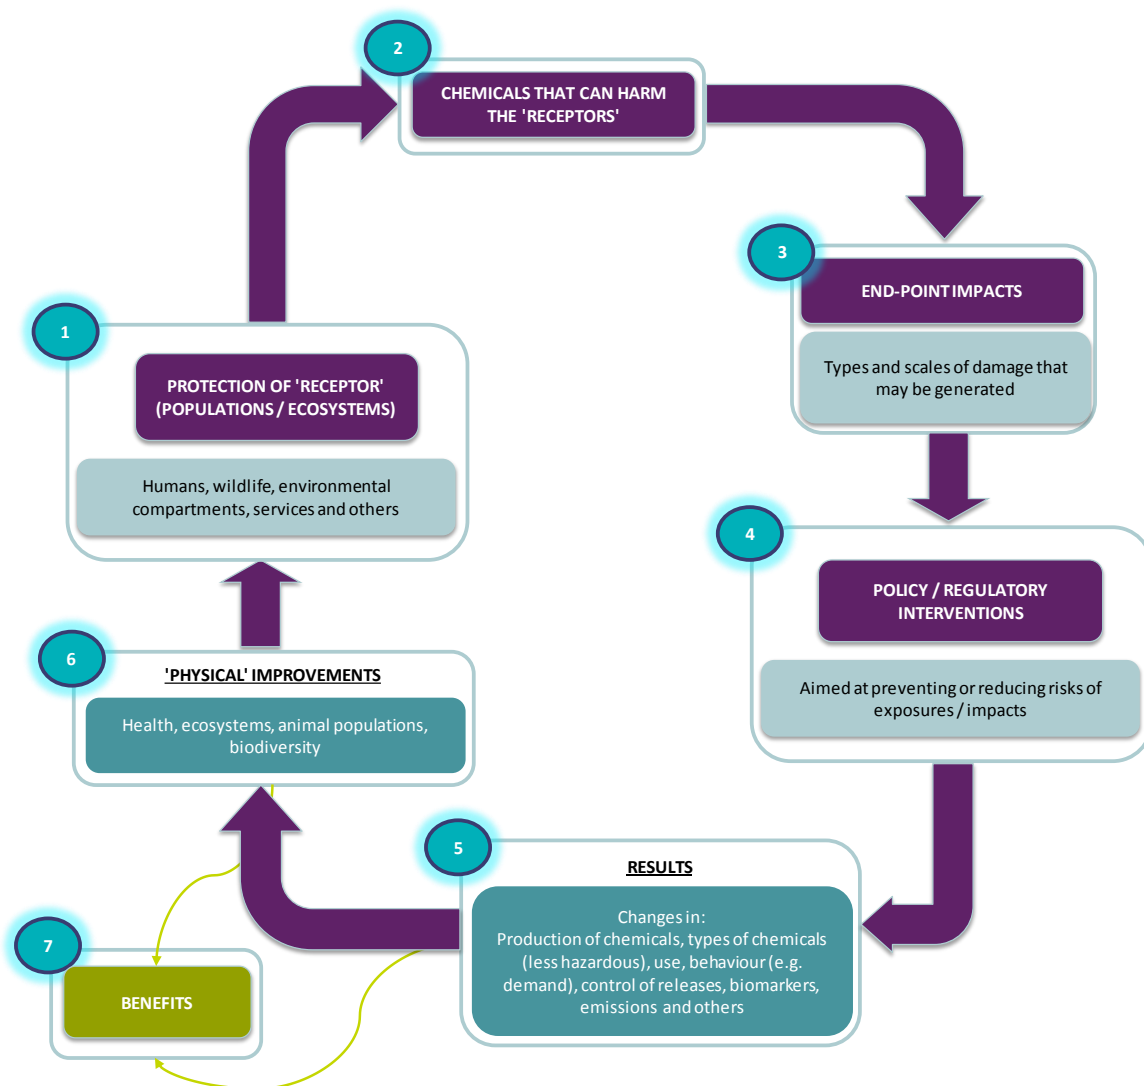 1
PROTECTION OF 'RECEPTOR'
(POPULATIONS / ECOSYSTEMS)
Humans, wildlife, environmental
compartments, services and others
2
CHEMICALS THAT CAN HARM
THE 'RECEPTORS'
3
END-POINT IMPACTS
Types and scales of damage that
may be generated
4
POLICY / REGULATORY
INTERVENTIONS
Aimed at preventing or reducing risks of
exposures / impacts
5
RESULTS
Changes in:
Production of chemicals, types of chemicals
(less hazardous), use, behaviour (e.g.
demand), control of releases, biomarkers,
emissions and others
6
'PHYSICAL' IMPROVEMENTS
Health, ecosystems, animal populations,
biodiversity
7
BENEFITS